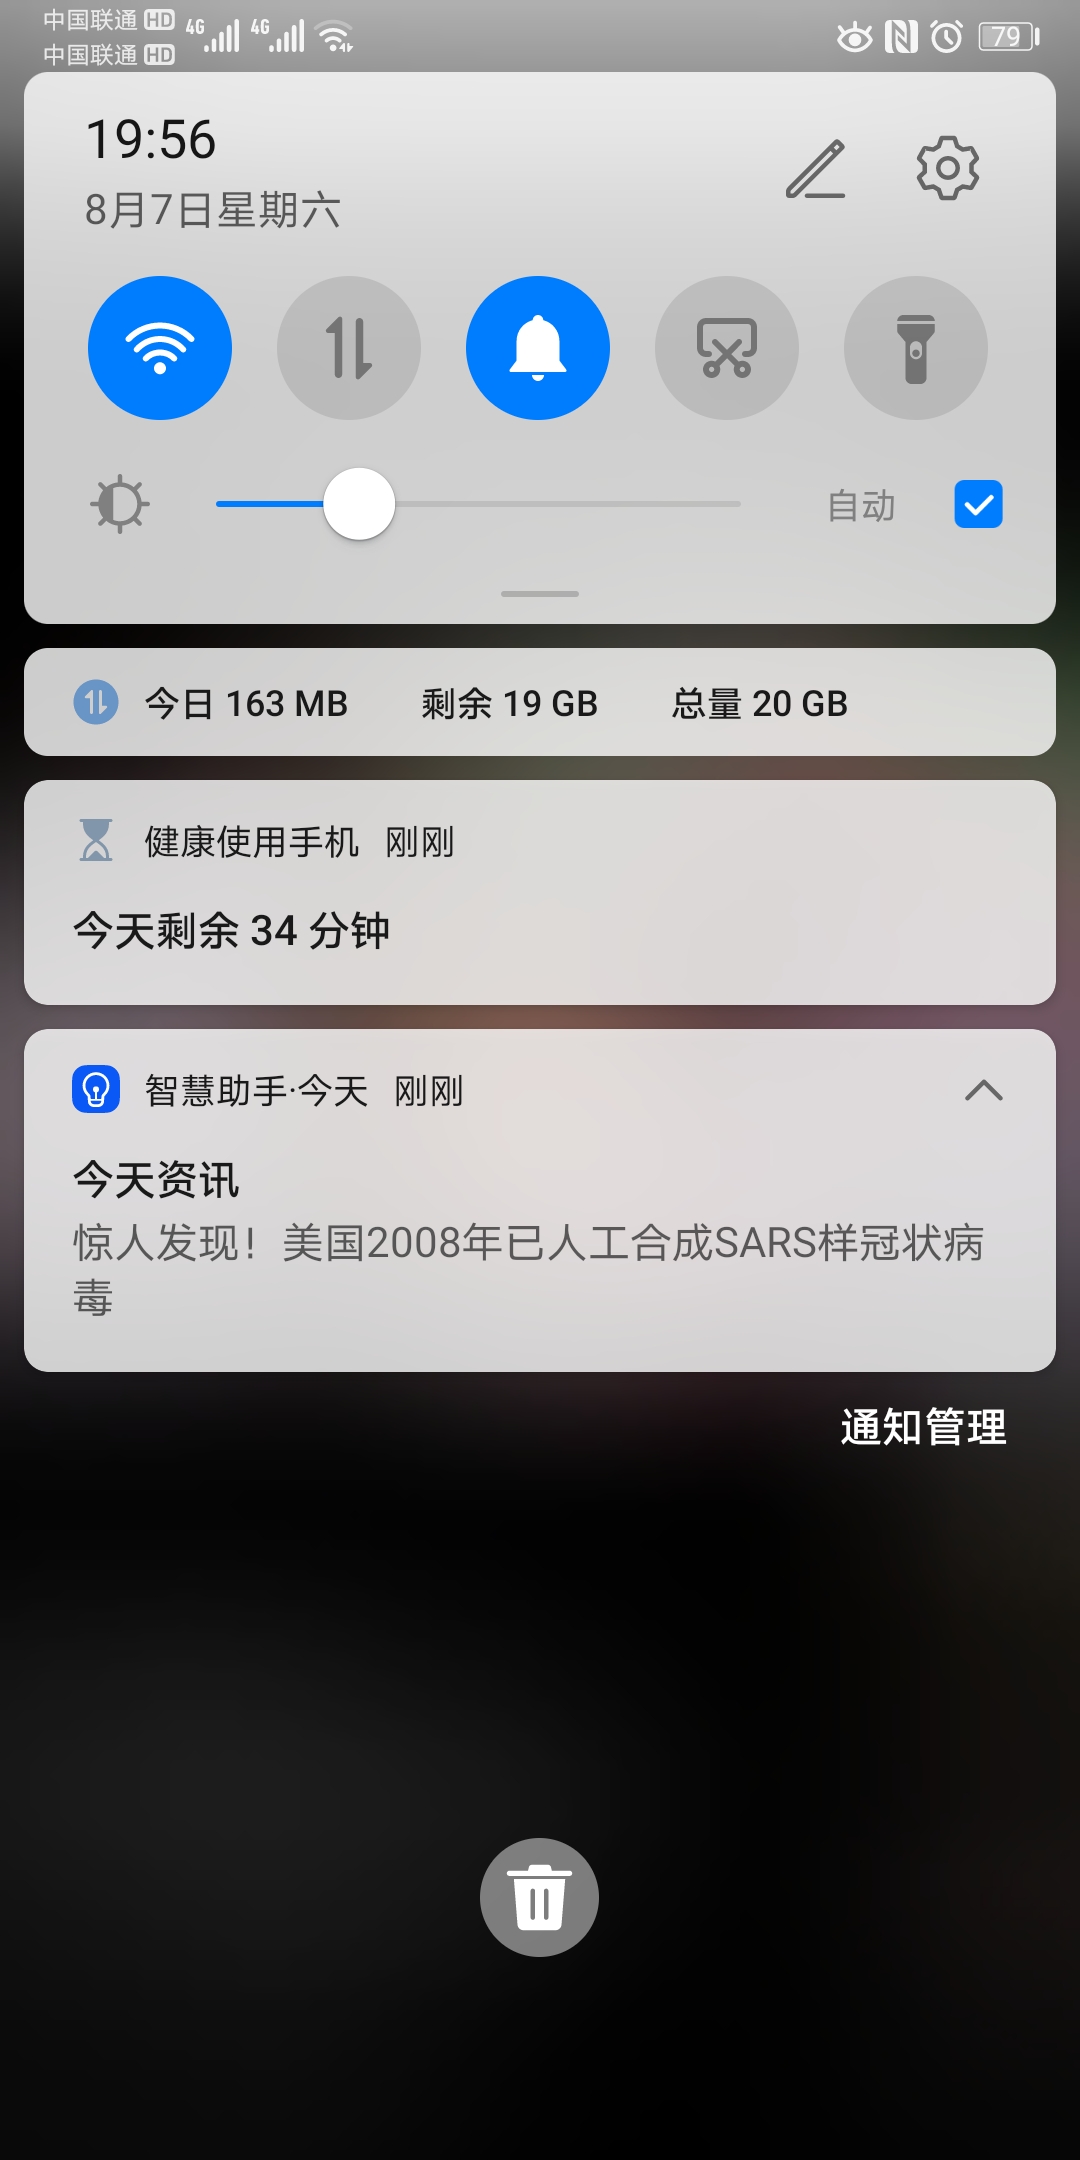 中国联通 HD
中国联通 HD
4G 4G
79
19:56
8月7日星期六
自动
今日 163 MB 剩余 19 GB 总量 20 GB
健康使用手机 刚刚
今天剩余 34 分钟
智慧助手·今天 刚刚
今天资讯
惊人发现！美国2008年已人工合成SARS样冠状病
毒
通知管理